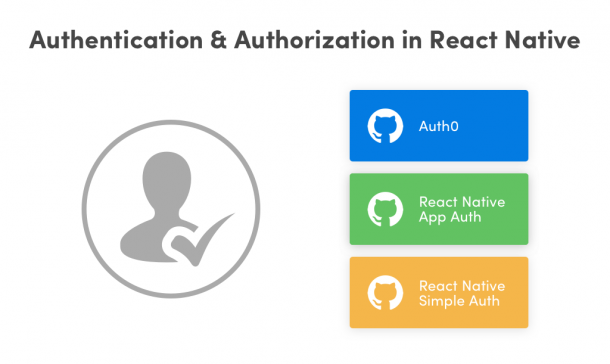 Authentication & Authorization in React Native
Auth0
React Native
App Auth
React Native
Simple Auth